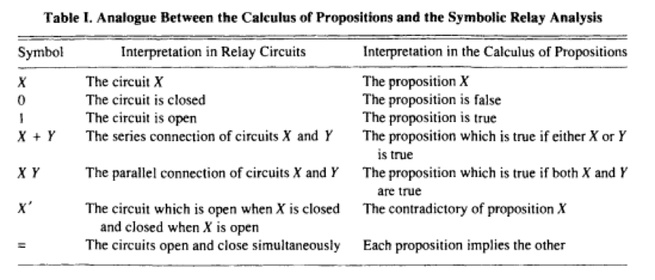 Table I. Analogue Between the Calculus of Propositions and the Symbolic Relay Analysis
Symbol Interpretation in Relay Circuits Interpretation in the Calculus of Propositions
X The circuit X The proposition X
0 The circuit is closed The proposition is false
1 The circuit is open The proposition is true
X + Y The series connection of circuits X and Y The proposition which is true if either X or Y
is true
X Y The parallel connection of circuits X and Y The proposition which is true if both X and Y
are true
X′ The circuit which is open when X is closed The contradictory of proposition X
and closed when X is open
= The circuits open and close simultaneously Each proposition implies the other